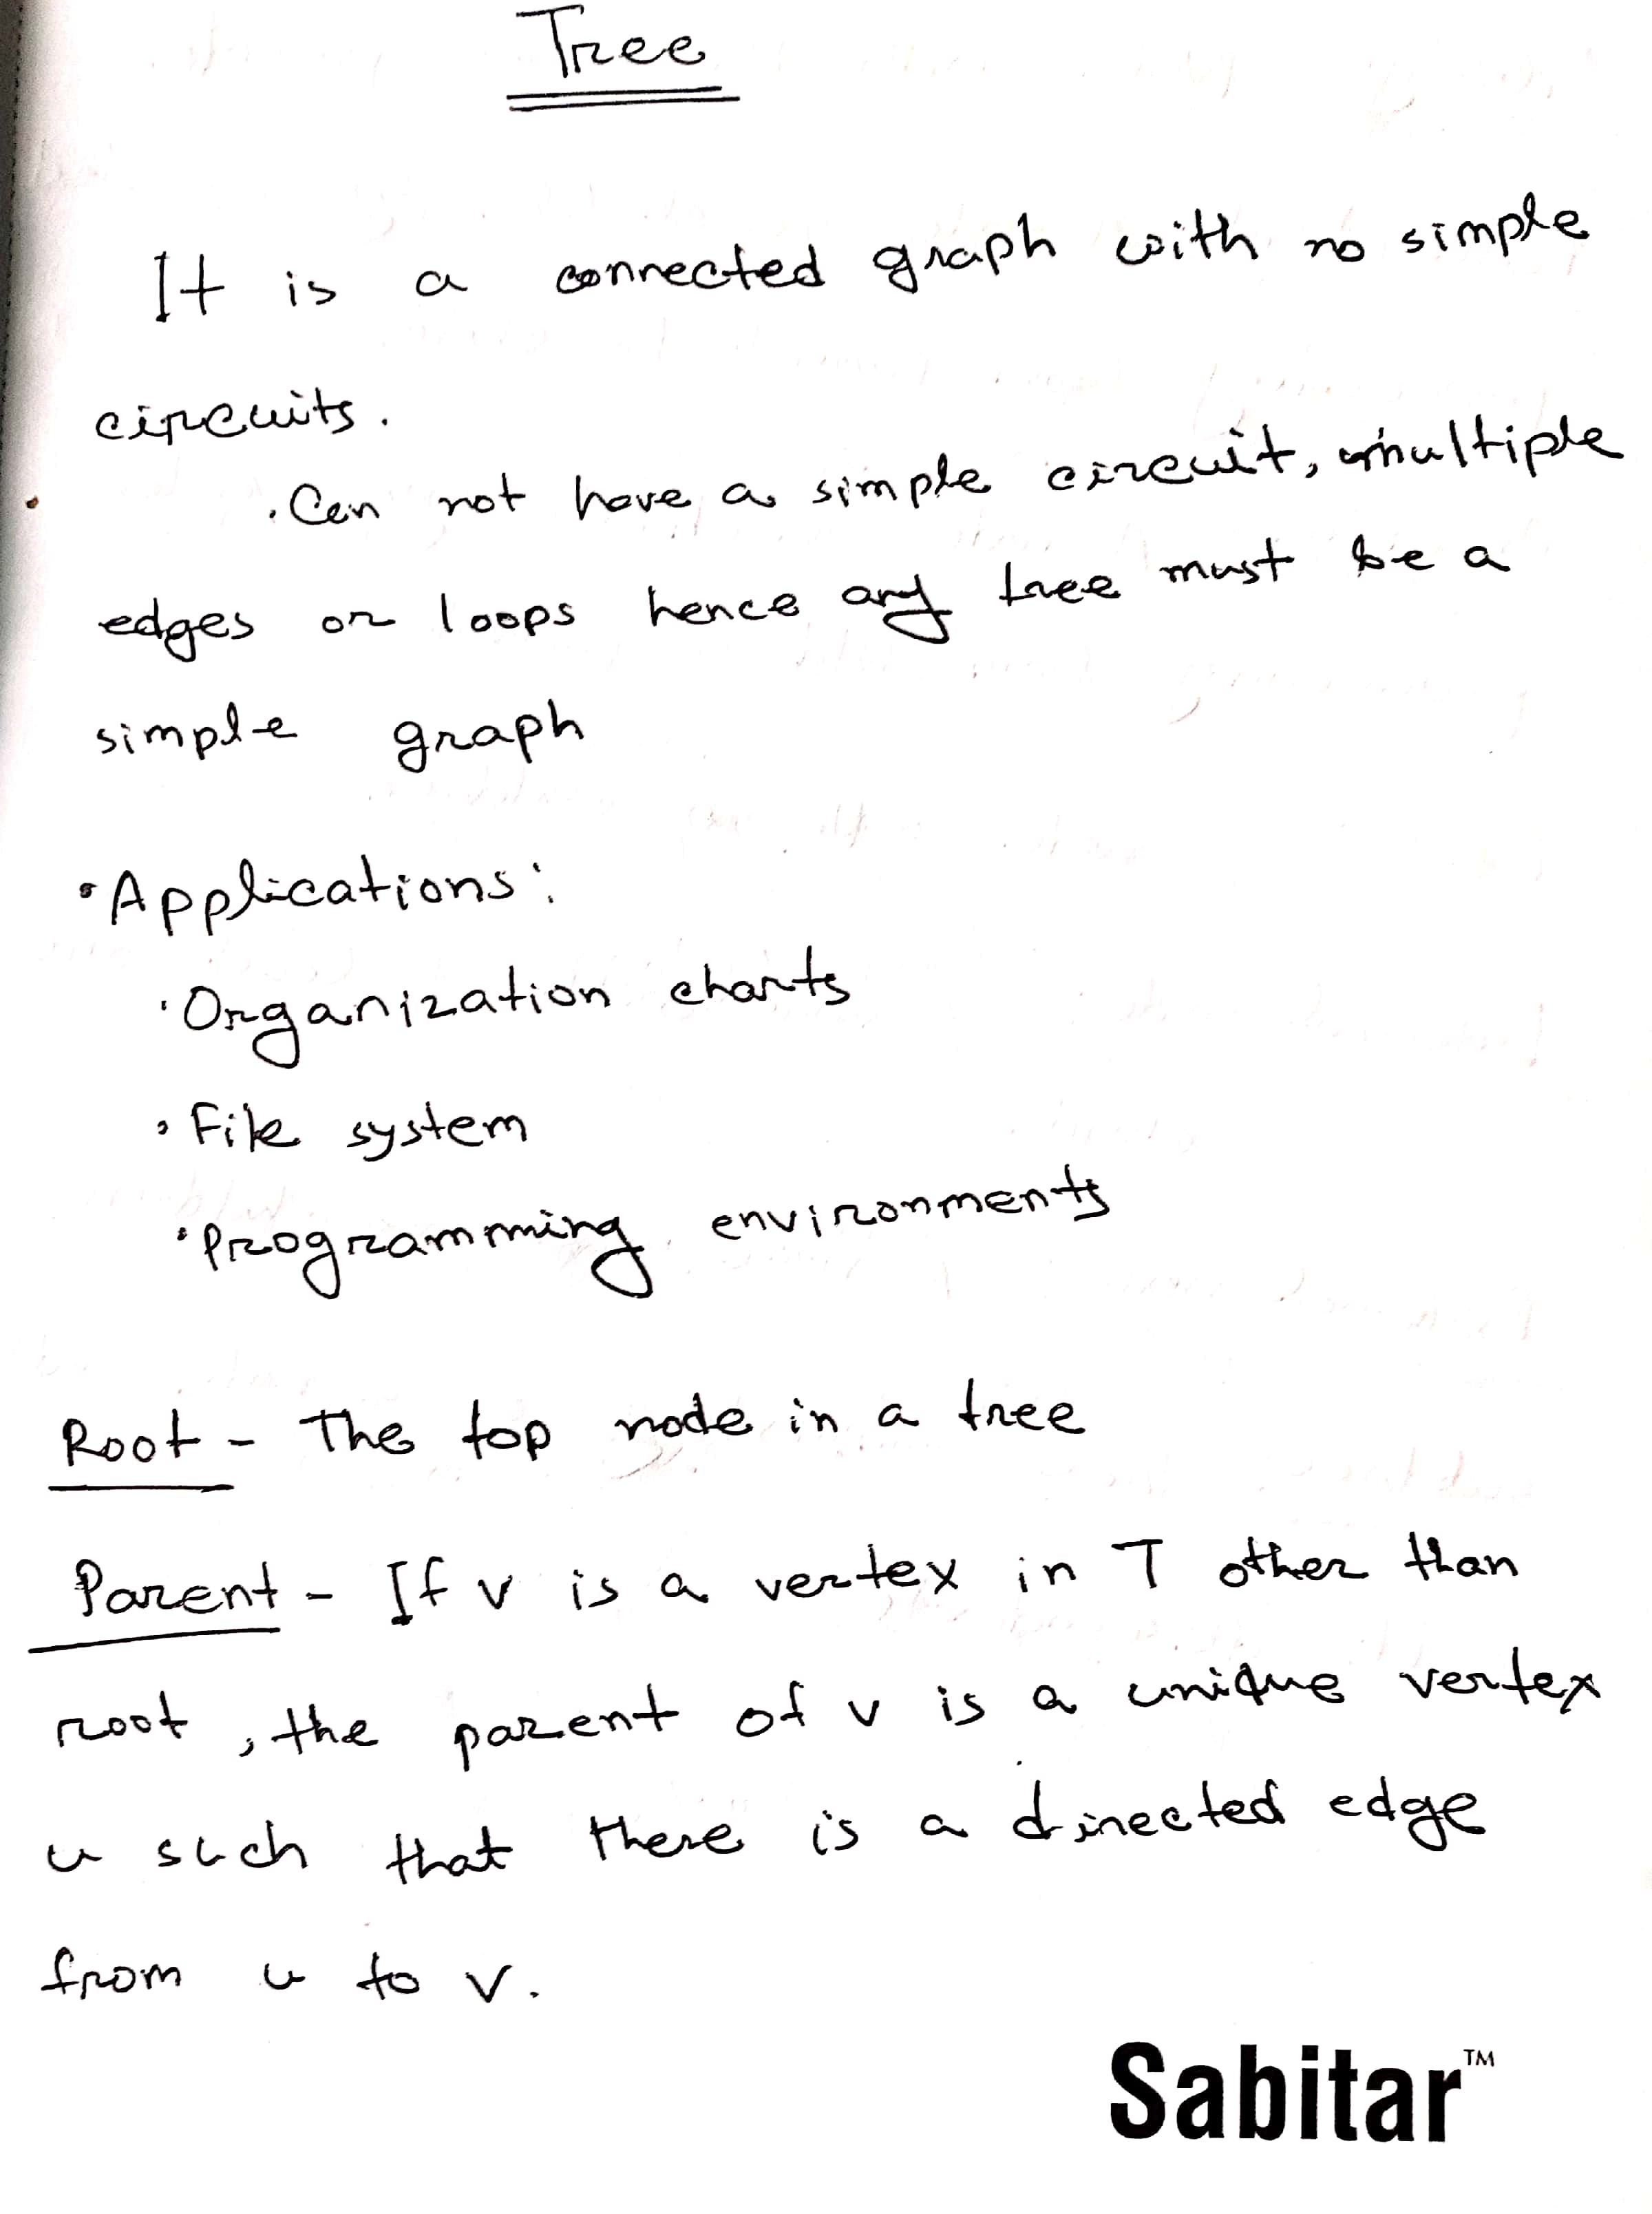 Tree
It is a connected graph with no simple
circuits.
. Can not have a simple circuit, multiple
edges or loops hence any tree must be a
simple graph
• Applications:
• Organization charts
• File system
• Programming environments
Root - The top node in a tree
Parent - If v is a vertex in T other than
root, the parent of v is a unique vertex
u such that there is a directed edge
from u to v.
Sabitar™